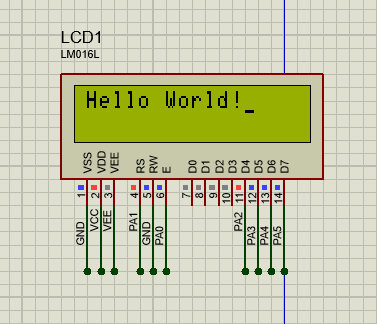 LCD1
LM016L
Hello World!_
VSS VDD VEE RS RW E D0 D1 D2 D3 D4 D5 D6 D7
1 2 3 4 5 6 7 8 9 10 11 12 13 14
GND VCC VEE PA1 GND PA0 PA2 PA3 PA4 PA5